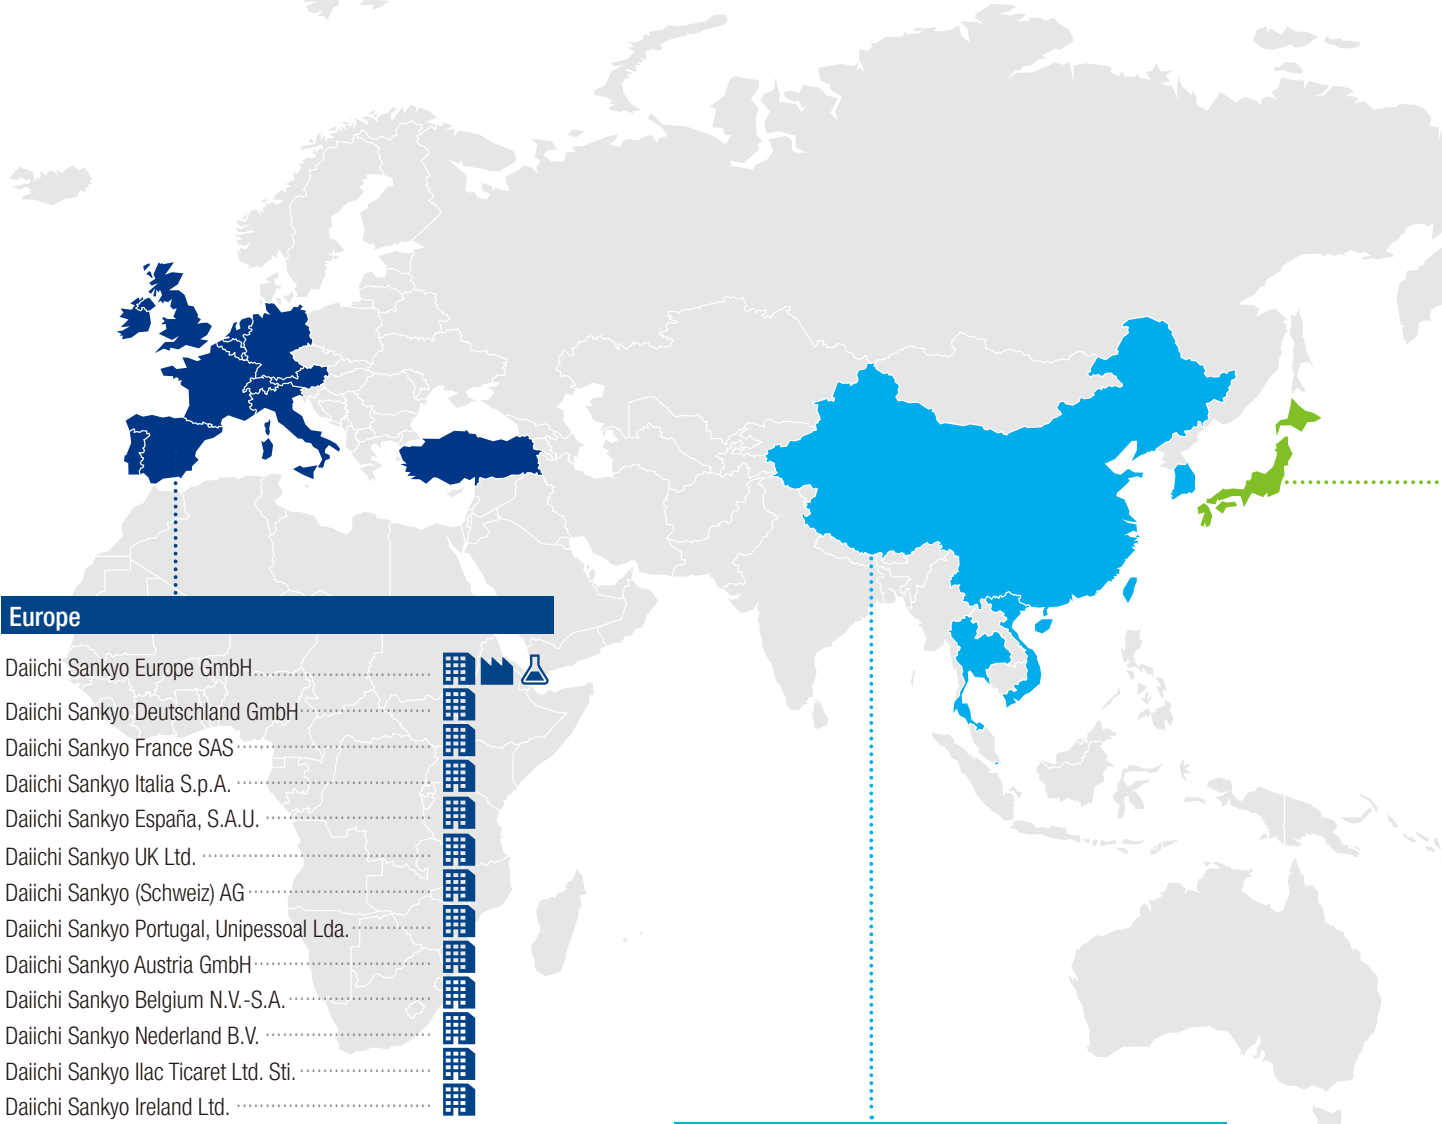 Europe
Daiichi Sankyo Europe GmbH
Daiichi Sankyo Deutschland GmbH
Daiichi Sankyo France SAS
Daiichi Sankyo Italia S.p.A.
Daiichi Sankyo España, S.A.U.
Daiichi Sankyo UK Ltd.
Daiichi Sankyo (Schweiz) AG
Daiichi Sankyo Portugal, Unipessoal Lda.
Daiichi Sankyo Austria GmbH
Daiichi Sankyo Belgium N.V.-S.A.
Daiichi Sankyo Nederland B.V.
Daiichi Sankyo Ilac Ticaret Ltd. Sti.
Daiichi Sankyo Ireland Ltd.